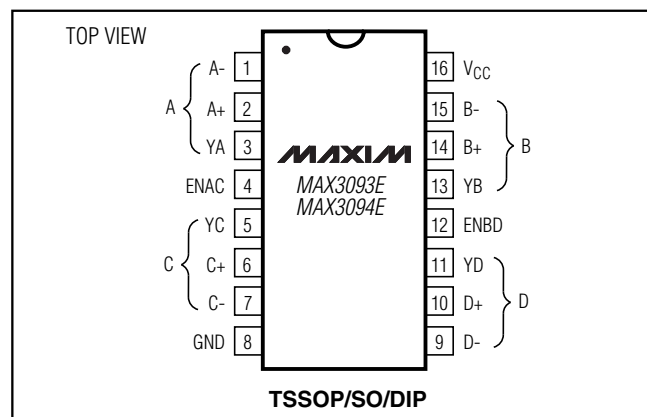 TOP VIEW
A
A- 1
A+ 2
YA 3
ENAC 4
C
YC 5
C+ 6
C- 7
GND 8
MAXIM
MAX3093E
MAX3094E
16 VCC
15 B-
14 B+
13 YB
B
12 ENBD
11 YD
10 D+
9 D-
D
TSSOP/SO/DIP